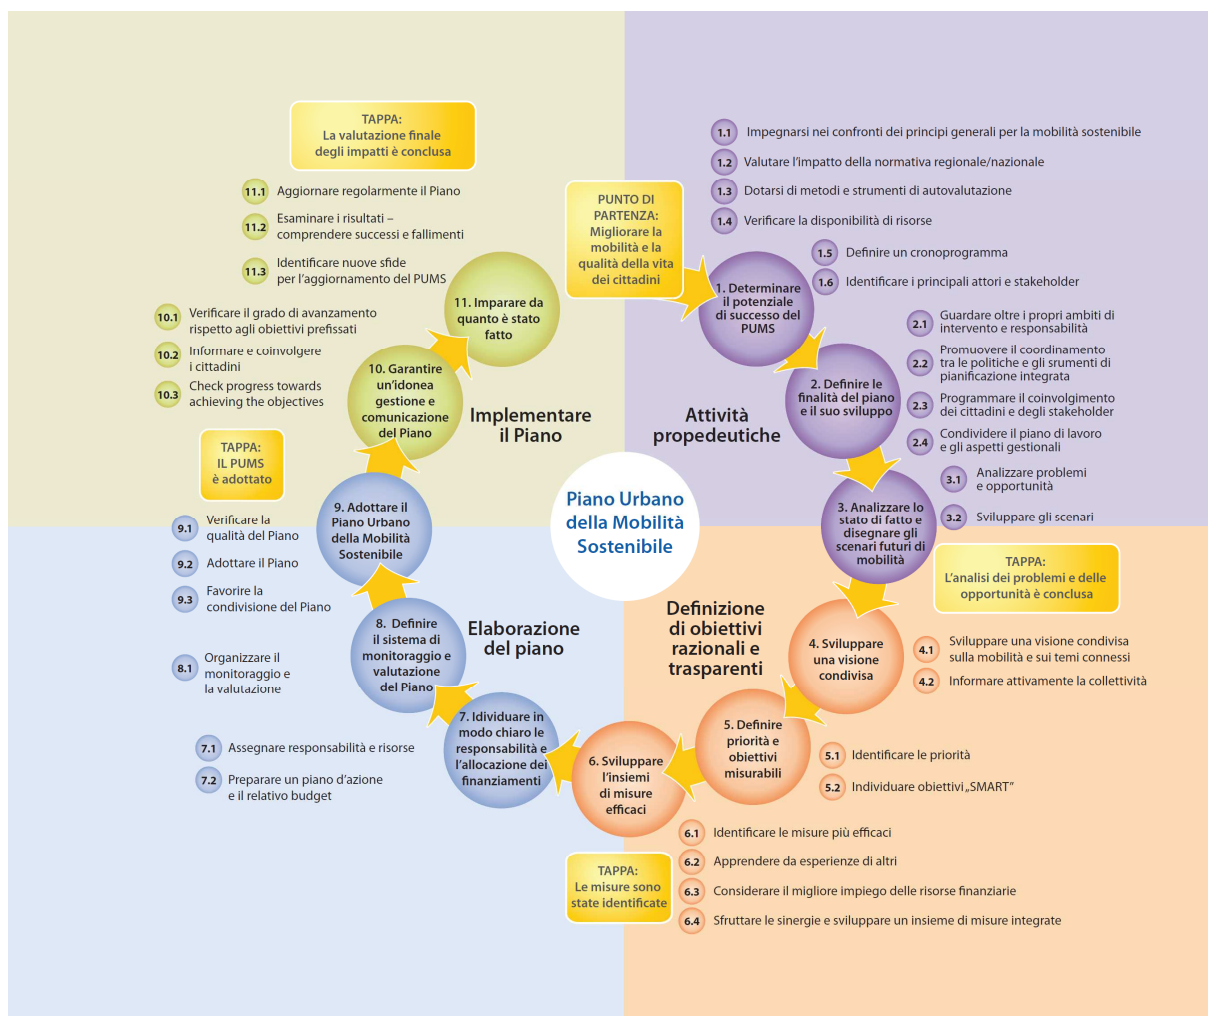 TAPPA:
La valutazione finale
degli impatti è conclusa
11.1 Aggiornare regolarmente il Piano
11.2 Esaminare i risultati –
comprendere successi e fallimenti
11.3 Identificare nuove sfide
per l'aggiornamento del PUMS
11. Imparare da
quanto è stato
fatto
10.1 Verificare il grado di avanzamento
rispetto agli obiettivi prefissati
10.2 Informare e coinvolgere
i cittadini
10.3 Check progress towards
achieving the objectives
10. Garantire
un'idonea
gestione e
comunicazione
del Piano
Implementare
il Piano
PUNTO DI
PARTENZA:
Migliorare la
mobilità e la
qualità della vita
dei cittadini
1.1 Impegnarsi nei confronti dei principi generali per la mobilità sostenibile
1.2 Valutare l'impatto della normativa regionale/nazionale
1.3 Dotarsi di metodi e strumenti di autovalutazione
1.4 Verificare la disponibilità di risorse
1.5 Definire un cronoprogramma
1.6 Identificare i principali attori e stakeholder
1. Determinare
il potenziale
di successo del
PUMS
2.1 Guardare oltre i propri ambiti di
intervento e responsabilità
2.2 Promuovere il coordinamento
tra le politiche e gli srumenti di
pianificazione integrata
2.3 Programmare il coinvolgimento
dei cittadini e degli stakeholder
2.4 Condividere il piano di lavoro
e gli aspetti gestionali
2. Definire le
finalità del piano
e il suo sviluppo
Attività
propedeutiche
3.1 Analizzare problemi
e opportunità
3.2 Sviluppare gli scenari
3. Analizzare lo
stato di fatto e
disegnare gli
scenari futuri di
mobilità
TAPPA:
L'analisi dei problemi e delle
opportunità è conclusa
Piano Urbano
della Mobilità
Sostenibile
TAPPA:
IL PUMS
è adottato
9. Adottare il
Piano Urbano
della Mobilità
Sostenibile
9.1 Verificare la
qualità del Piano
9.2 Adottare il Piano
9.3 Favorire la
condivisione del Piano
Elaborazione
del piano
8. Definire
il sistema di
monitoraggio e
valutazione
del Piano
8.1 Organizzare il
monitoraggio e
la valutazione
7. Idividuare in
modo chiaro le
responsabilità e
l'allocazione dei
finanziamenti
7.1 Assegnare responsabilità e risorse
7.2 Preparare un piano d'azione
e il relativo budget
Definizione
di obiettivi
razionali e
trasparenti
4. Sviluppare
una visione
condivisa
4.1 Sviluppare una visione condivisa
sulla mobilità e sui temi connessi
4.2 Informare attivamente la collettività
5. Definire
priorità e
obiettivi
misurabili
5.1 Identificare le priorità
5.2 Individuare obiettivi „SMART”
6. Sviluppare
l'insiemi
di misure
efficaci
6.1 Identificare le misure più efficaci
6.2 Apprendere da esperienze di altri
6.3 Considerare il migliore impiego delle risorse finanziarie
6.4 Sfruttare le sinergie e sviluppare un insieme di misure integrate
TAPPA:
Le misure sono
state identificate